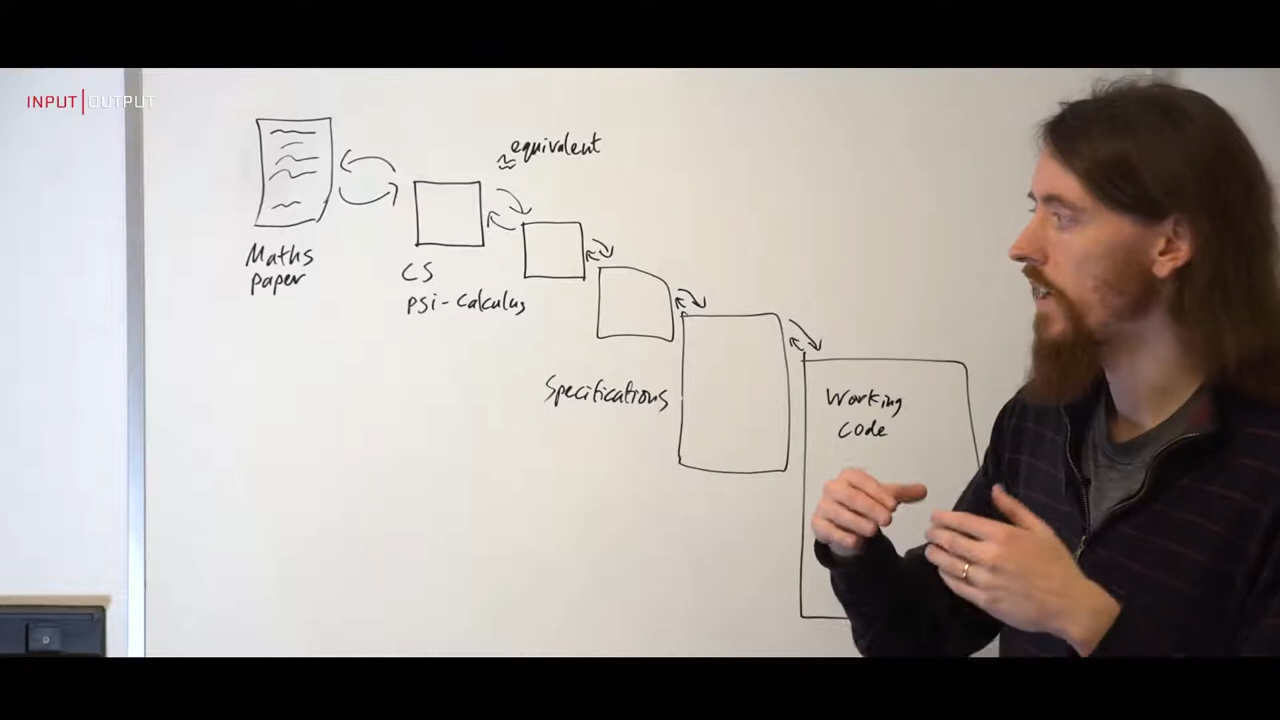 INPUT|OUTPUT
≈ equivalent
Maths
paper
CS
psi-calculus
Specifications
Working
code